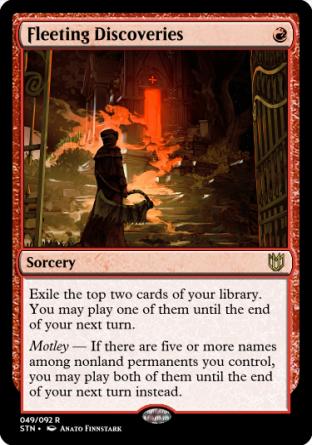 Fleeting Discoveries
Sorcery
Exile the top two cards of your library.
You may play one of them until the end
of your next turn.
Motley — If there are five or more names
among nonland permanents you control,
you may play both of them until the end of
your next turn instead.
049/092 R
STN • Anato Finnstark